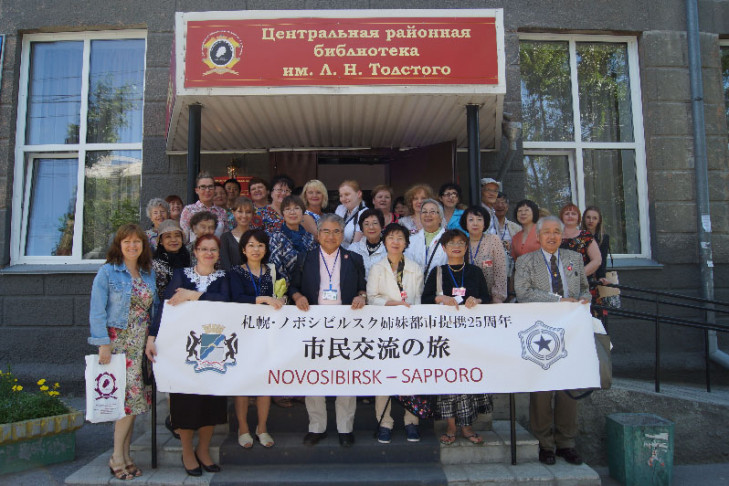 Центральная районная
библиотека
им. Л. Н. Толстого
札幌・ノボシビルスク姉妹都市提携25周年
市民交流の旅
NOVOSIBIRSK – SAPPORO